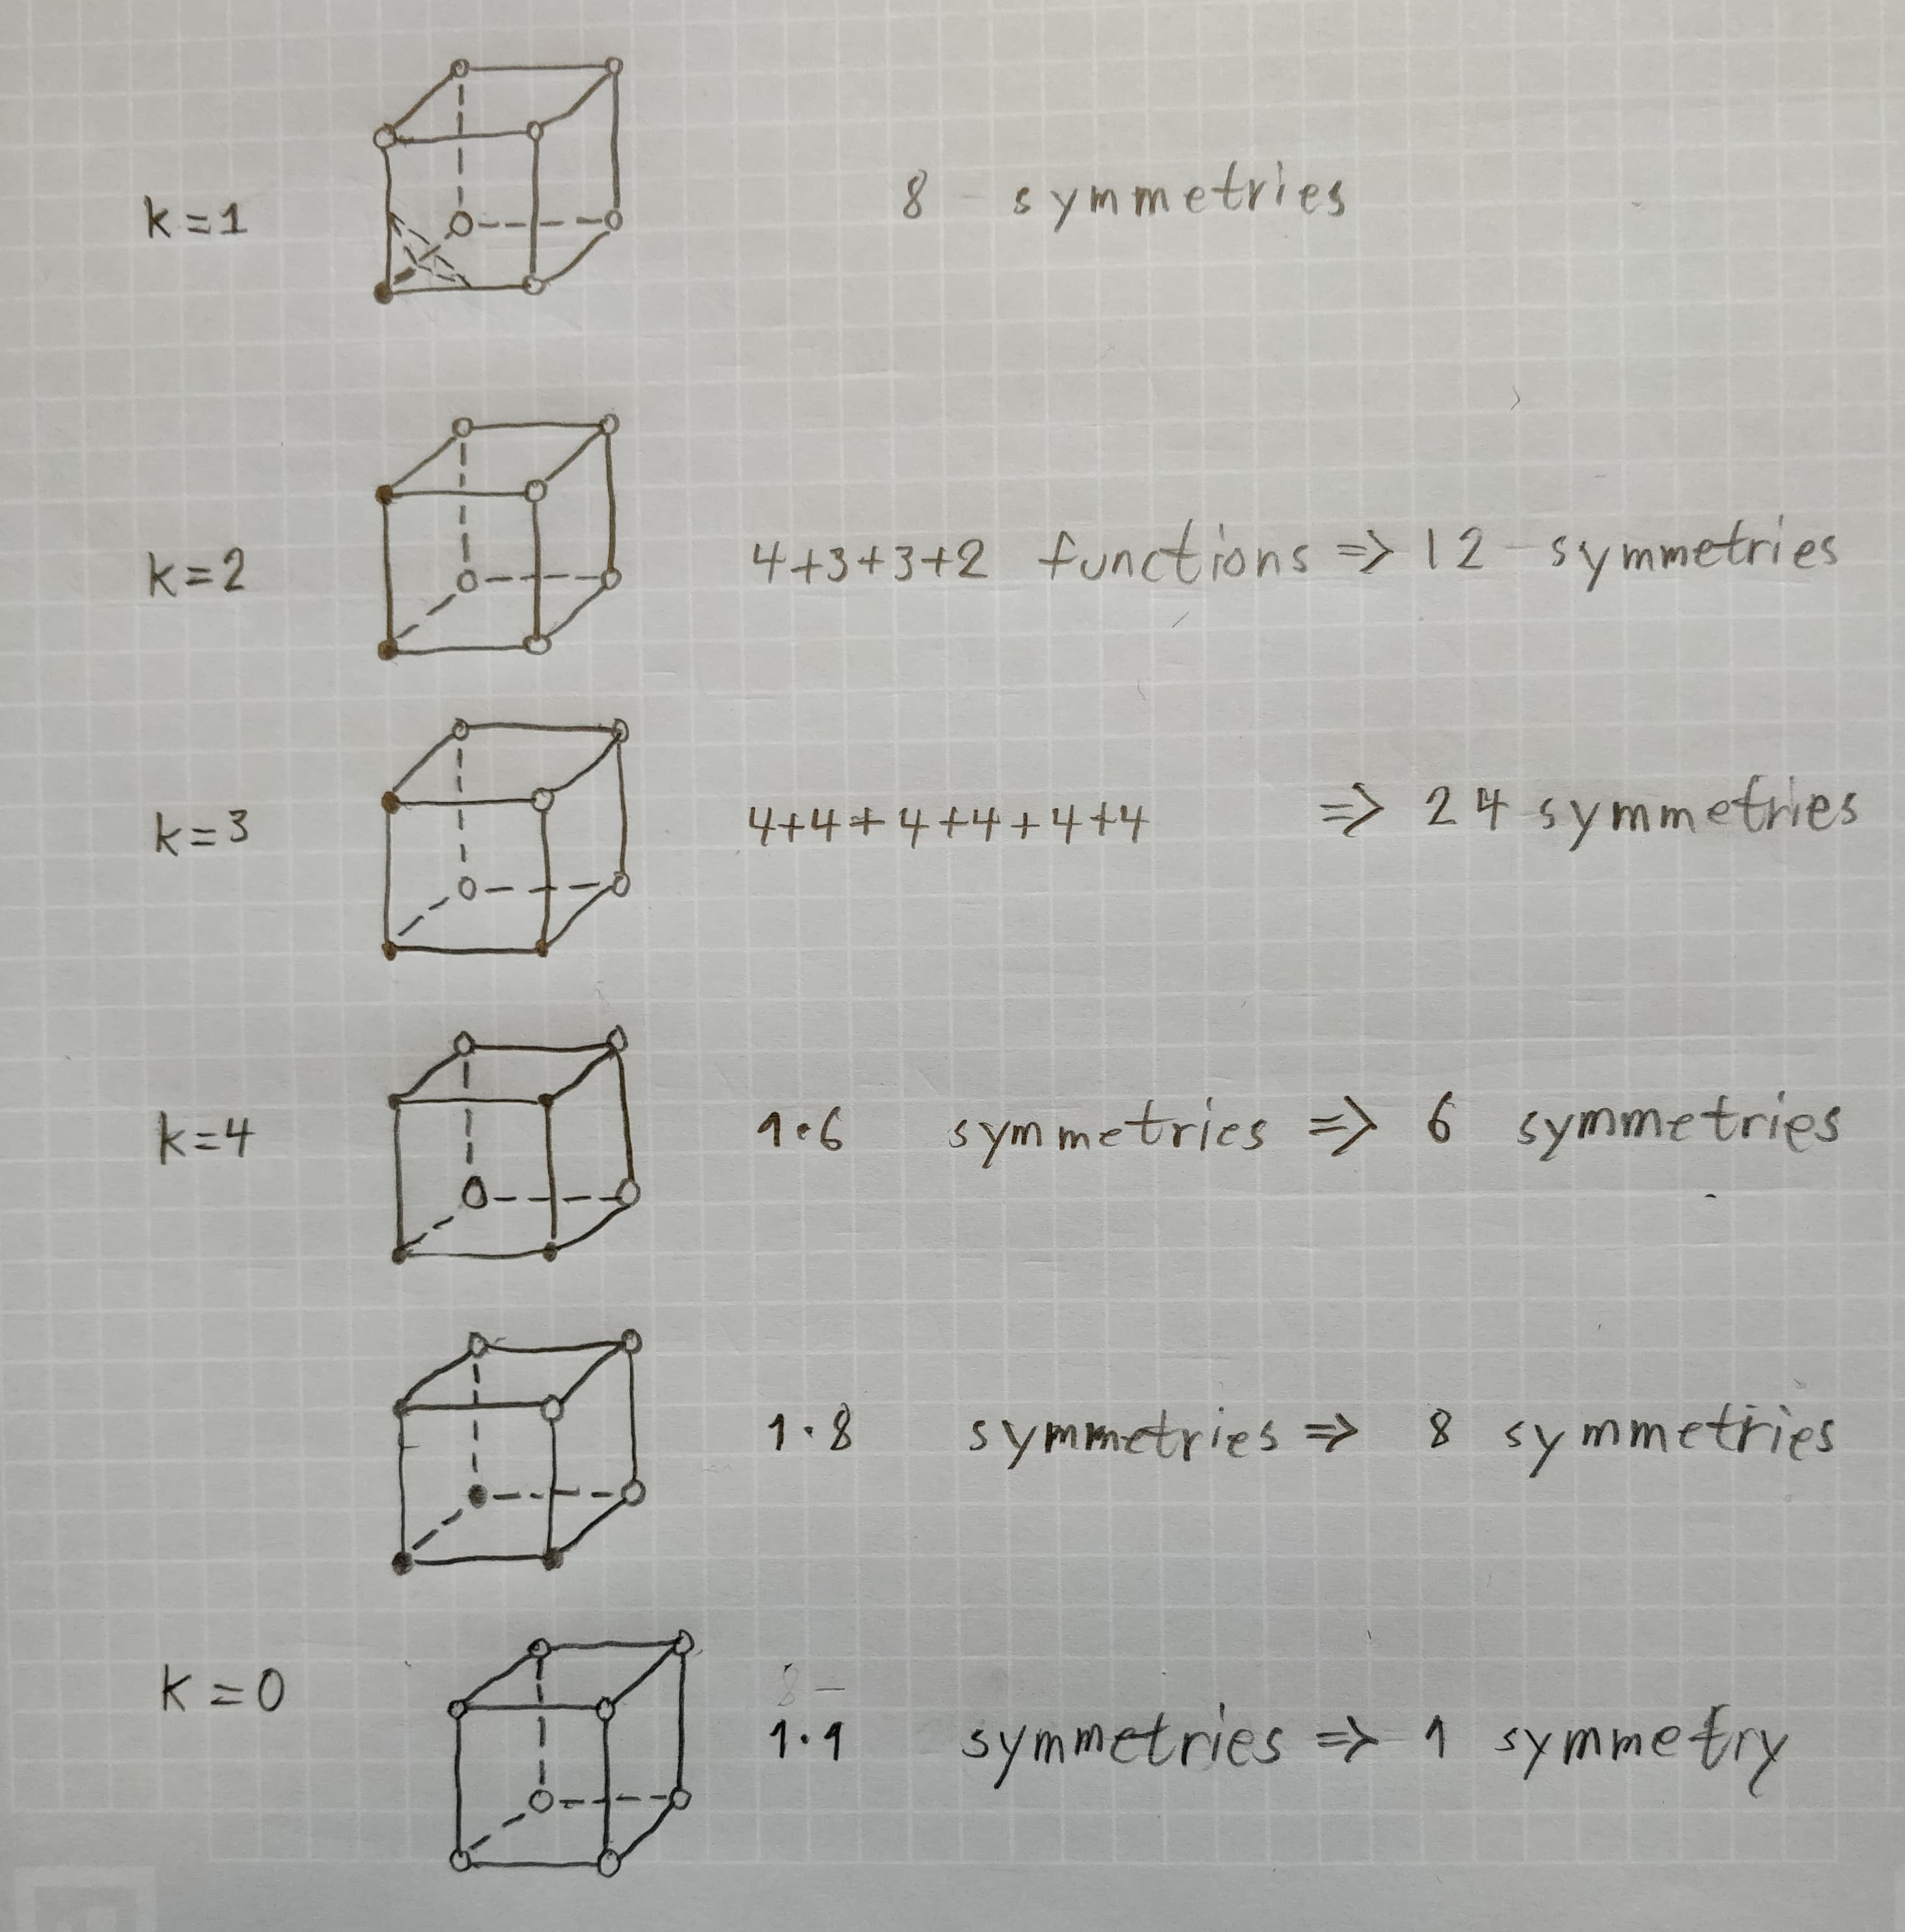 k=1 8 - symmetries
k=2 4+3+3+2 functions => 12 - symmetries
k=3 4+4+4+4+4+4 => 24 symmetries
k=4 1·6 symmetries => 6 symmetries
1·8 symmetries => 8 symmetries
8 -
k=0 1·1 symmetries => 1 symmetry